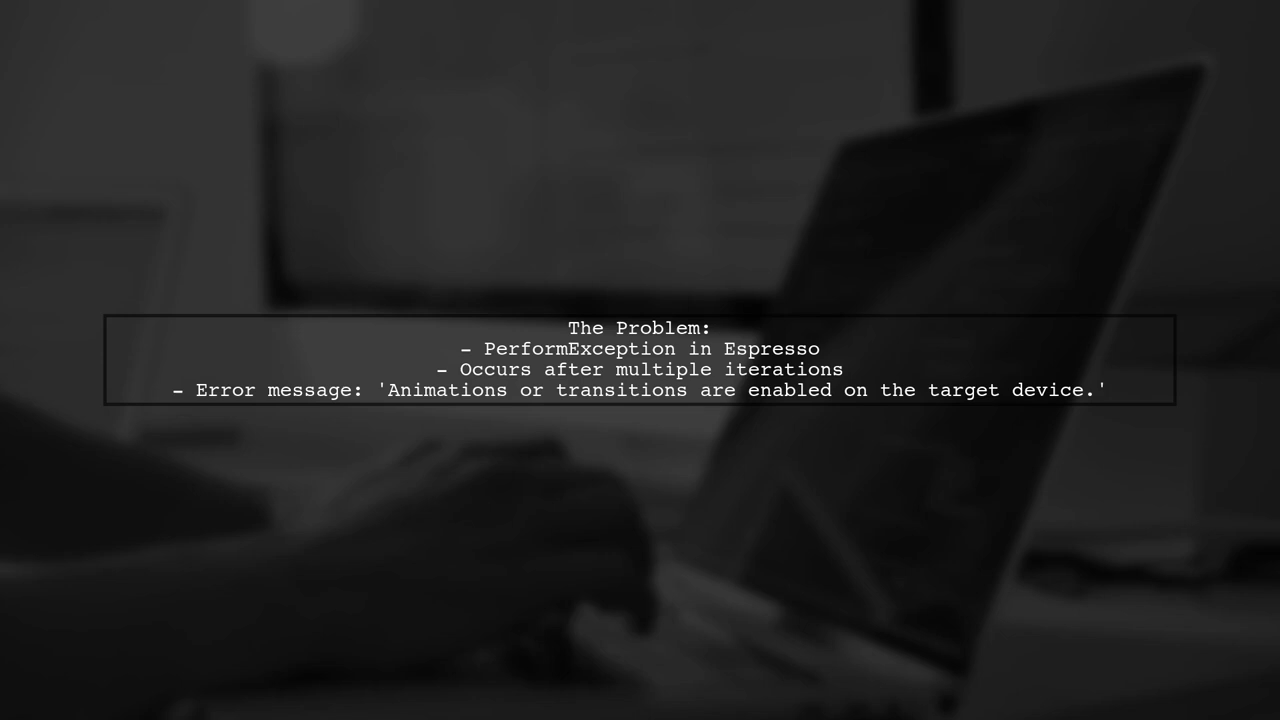 The Problem:
- PerformException in Espresso
- Occurs after multiple iterations
- Error message: 'Animations or transitions are enabled on the target device.'